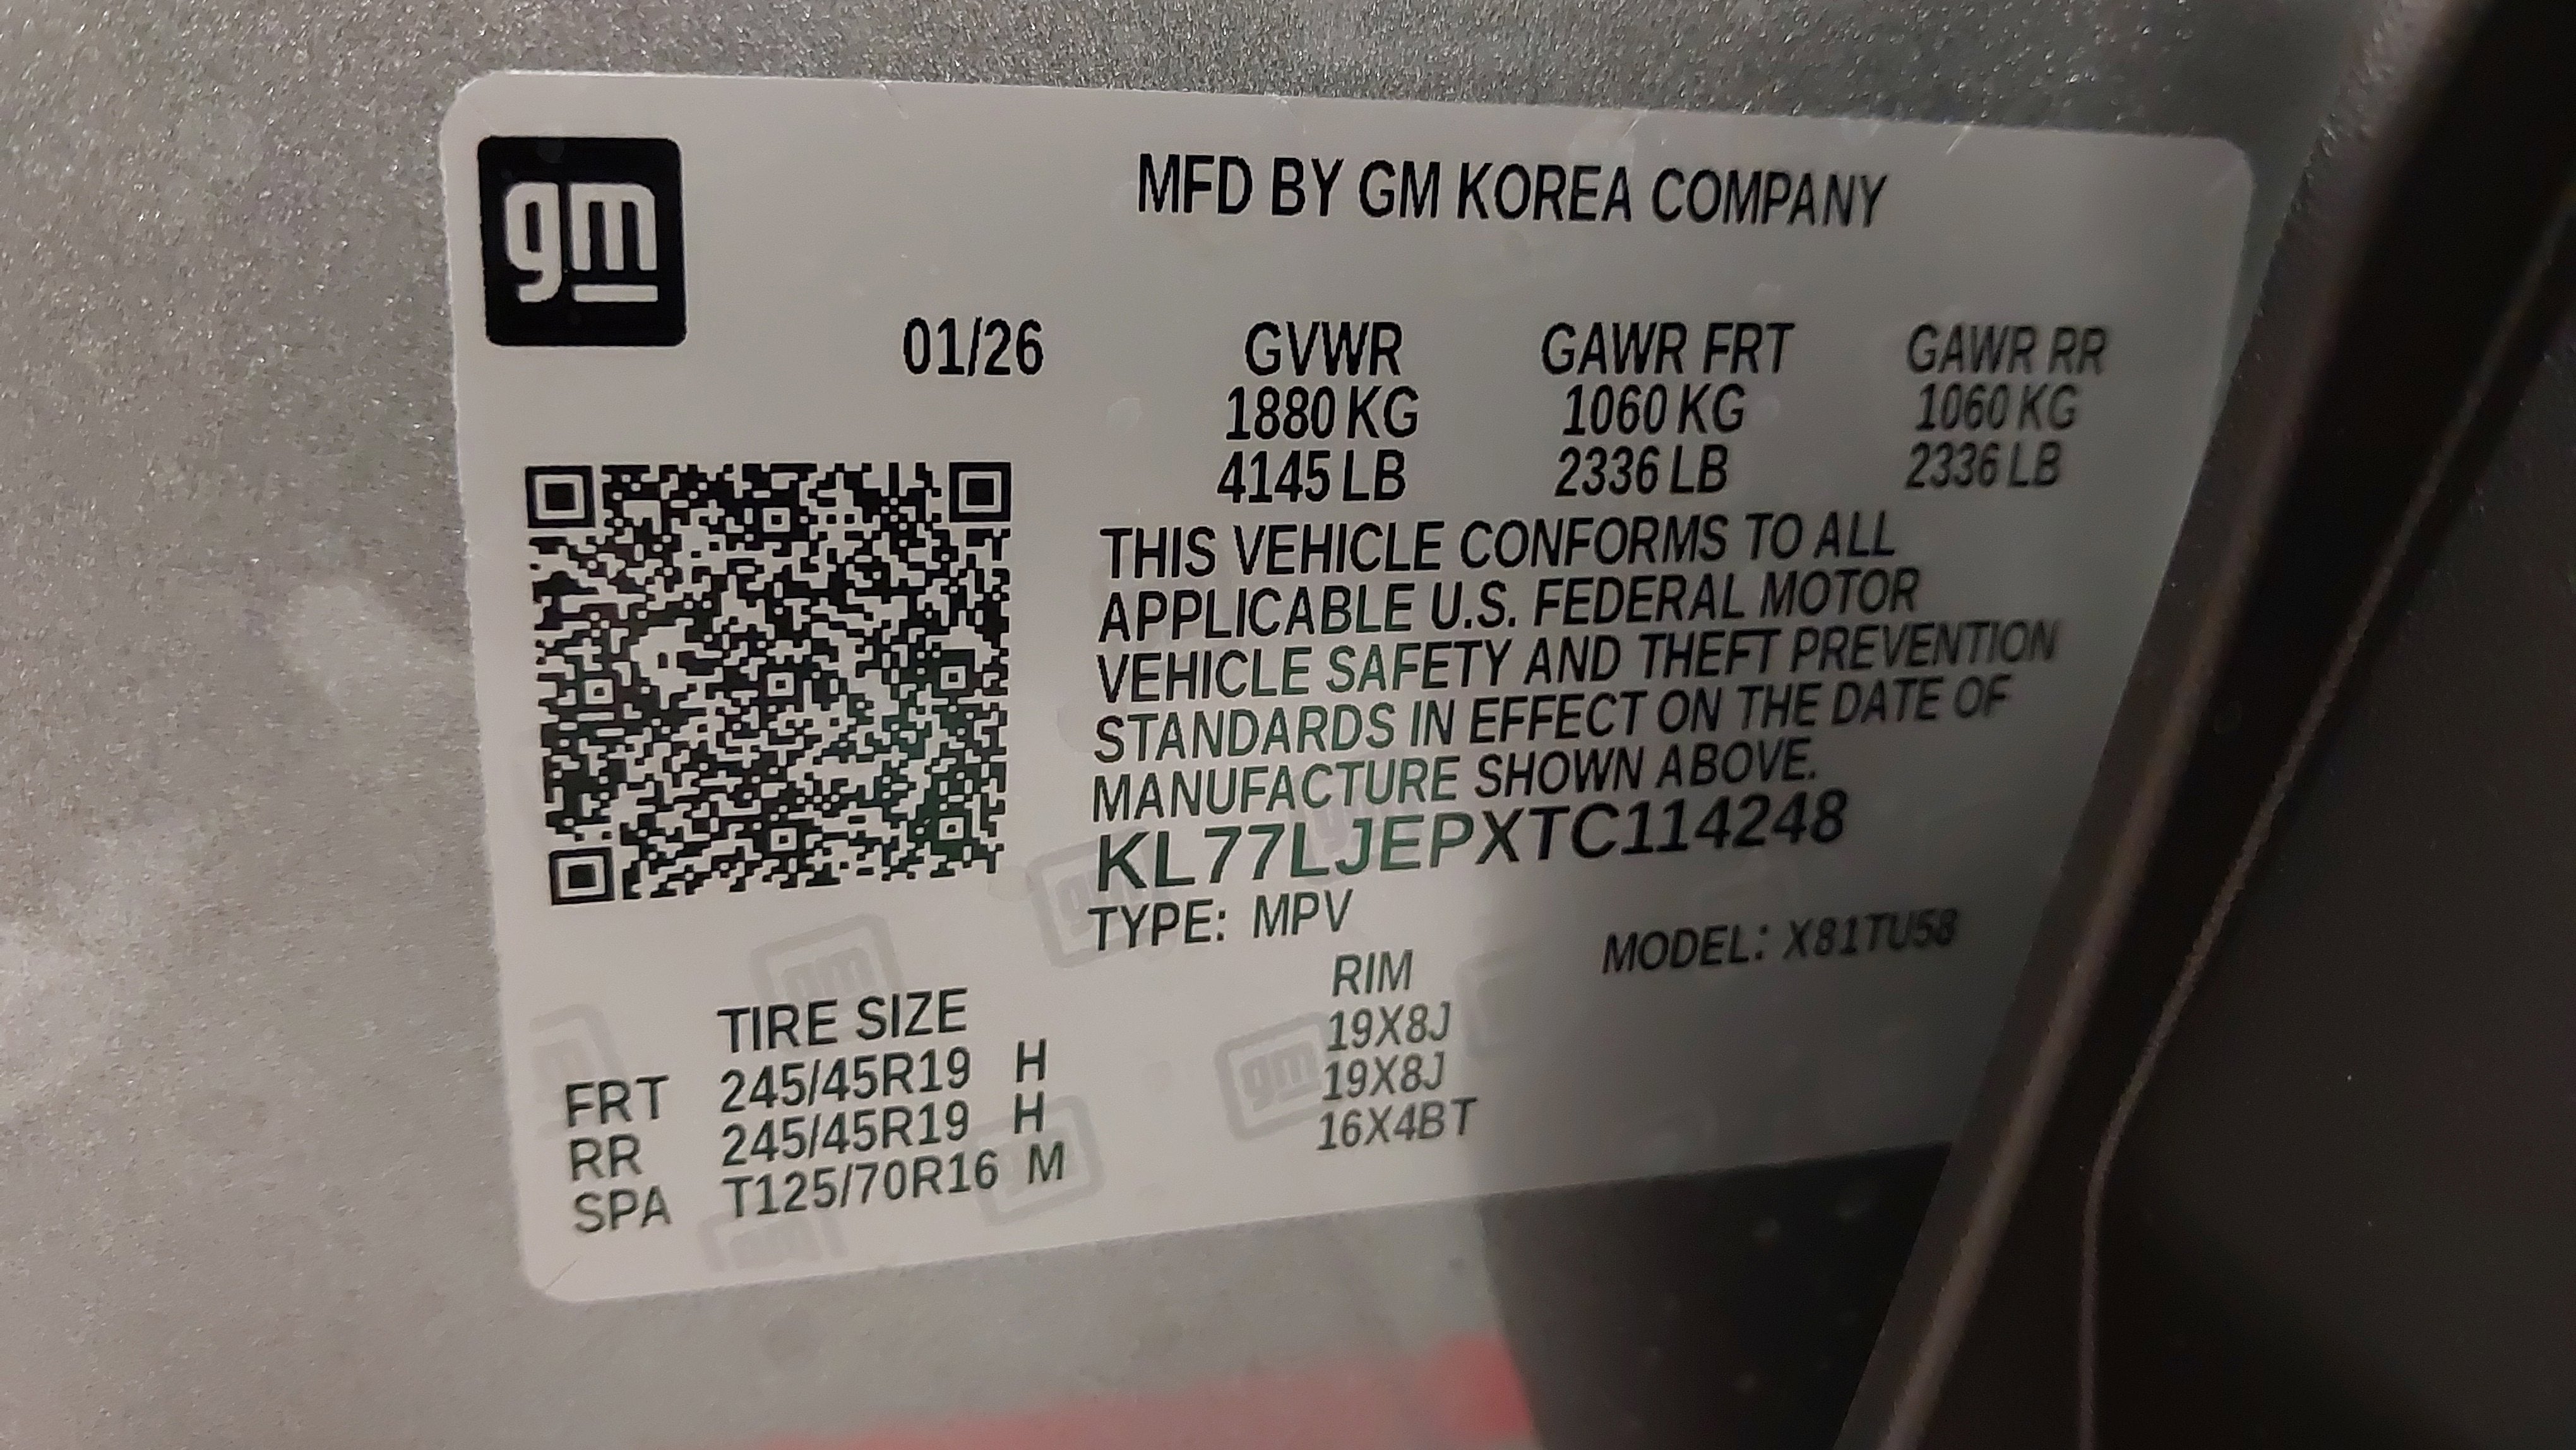 gm
MFD BY GM KOREA COMPANY
01/26 GVWR GAWR FRT GAWR RR
1880 KG 1060 KG 1060 KG
4145 LB 2336 LB 2336 LB
THIS VEHICLE CONFORMS TO ALL
APPLICABLE U.S. FEDERAL MOTOR
VEHICLE SAFETY AND THEFT PREVENTION
STANDARDS IN EFFECT ON THE DATE OF
MANUFACTURE SHOWN ABOVE.
KL77LJEPXTC114248
TYPE: MPV MODEL: X81TU58
TIRE SIZE RIM
FRT 245/45R19 H 19X8J
RR 245/45R19 H 19X8J
SPA T125/70R16 M 16X4BT